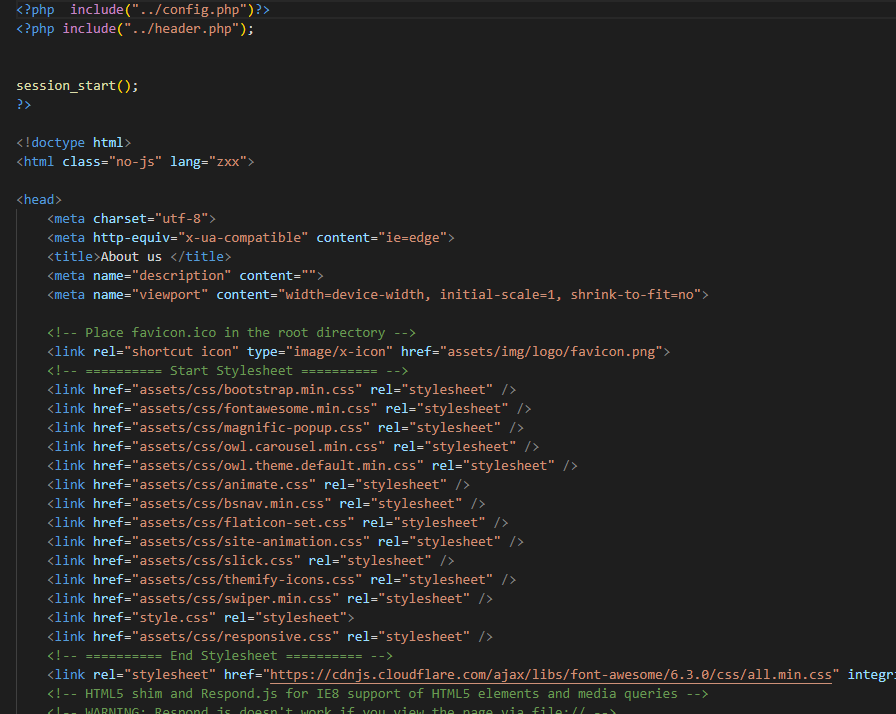 <?php  include("../config.php")?>
<?php include("../header.php");
session_start();
?>
<!doctype html>
<html class="no-js" lang="zxx">
<head>
<meta charset="utf-8">
<meta http-equiv="x-ua-compatible" content="ie=edge">
<title>About us </title>
<meta name="description" content="">
<meta name="viewport" content="width=device-width, initial-scale=1, shrink-to-fit=no">
<!-- Place favicon.ico in the root directory -->
<link rel="shortcut icon" type="image/x-icon" href="assets/img/logo/favicon.png">
<!-- ========== Start Stylesheet ========== -->
<link href="assets/css/bootstrap.min.css" rel="stylesheet" />
<link href="assets/css/fontawesome.min.css" rel="stylesheet" />
<link href="assets/css/magnific-popup.css" rel="stylesheet" />
<link href="assets/css/owl.carousel.min.css" rel="stylesheet" />
<link href="assets/css/owl.theme.default.min.css" rel="stylesheet" />
<link href="assets/css/animate.css" rel="stylesheet" />
<link href="assets/css/bsnav.min.css" rel="stylesheet" />
<link href="assets/css/flaticon-set.css" rel="stylesheet" />
<link href="assets/css/site-animation.css" rel="stylesheet" />
<link href="assets/css/slick.css" rel="stylesheet" />
<link href="assets/css/themify-icons.css" rel="stylesheet" />
<link href="assets/css/swiper.min.css" rel="stylesheet" />
<link href="style.css" rel="stylesheet">
<link href="assets/css/responsive.css" rel="stylesheet" />
<!-- ========== End Stylesheet ========== -->
<link rel="stylesheet" href="https://cdnjs.cloudflare.com/ajax/libs/font-awesome/6.3.0/css/all.min.css" integr
<!-- HTML5 shim and Respond.js for IE8 support of HTML5 elements and media queries -->
<!-- WARNING: Respond.js doesn't work if you view the page via file:// -->